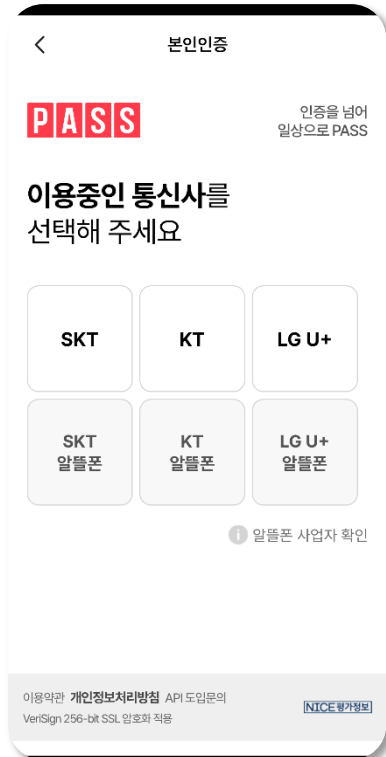 본인인증
PASS
인증을 넘어
일상으로 PASS
이용중인 통신사를
선택해 주세요
SKT
KT
LG U+
SKT
알뜰폰
KT
알뜰폰
LG U+
알뜰폰
알뜰폰 사업자 확인
이용약관 개인정보처리방침 API 도입문의
VeriSign 256-bit SSL 암호화 적용
NICE평가정보